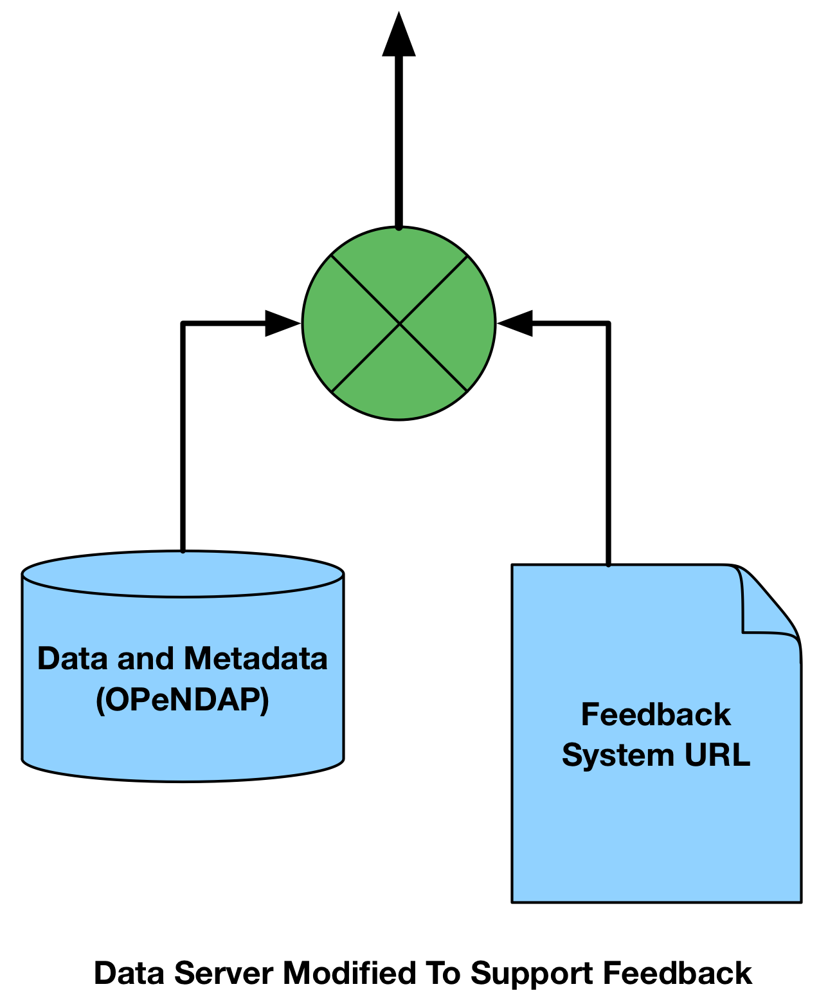 Data and Metadata
(OPeNDAP)
Feedback
System URL
Data Server Modified To Support Feedback